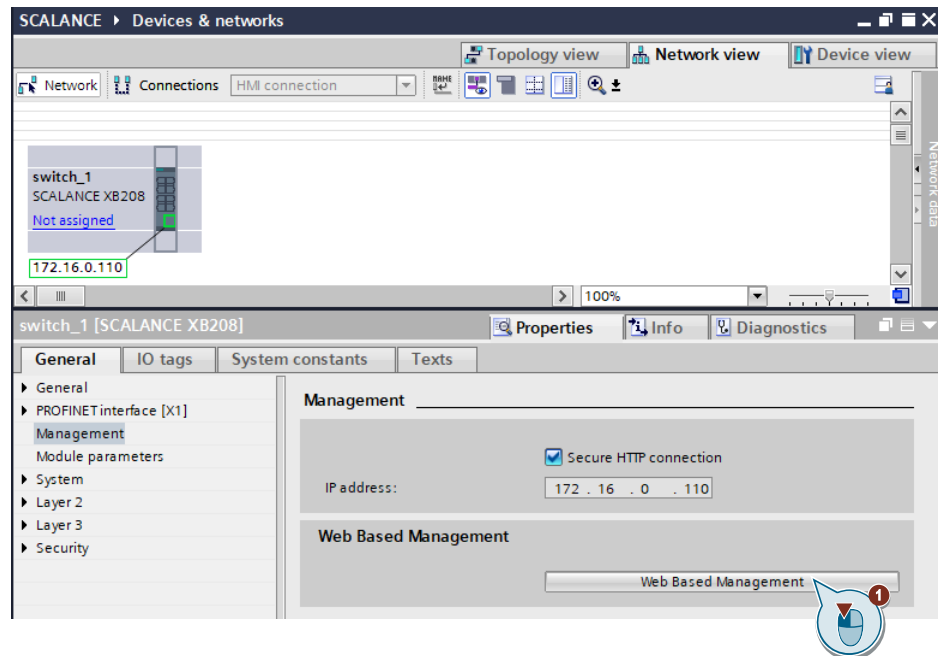 SCALANCE ▸ Devices & networks
Topology view Network view Device view
Network Connections HMI connection 
switch_1
SCALANCE XB208
Not assigned
172.16.0.110
Network data
100%
switch_1 [SCALANCE XB208] Properties Info Diagnostics
General IO tags System constants Texts
General
PROFINET interface [X1]
Management
Module parameters
System
Layer 2
Layer 3
Security
Management
Secure HTTP connection
IP address: 172 . 16 . 0 . 110
Web Based Management
Web Based Management
1